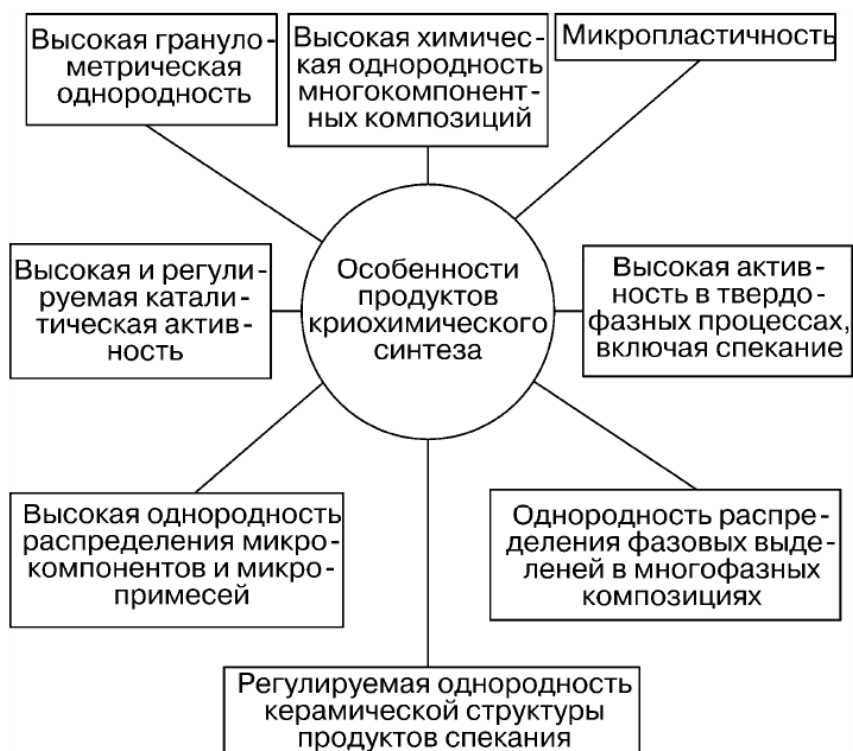 Высокая грануло-
метрическая
однородность
Высокая химичес-
кая однородность
многокомпонент-
ных композиций
Микропластичность
Высокая и регули-
руемая катали-
тическая актив-
ность
Особенности
продуктов
криохимического
синтеза
Высокая актив-
ность в твердо-
фазных процессах,
включая спекание
Высокая однородность
распределения микро-
компонентов и микро-
примесей
Однородность распре-
деления фазовых выде-
леней в многофазных
композициях
Регулируемая однородность
керамической структуры
продуктов спекания